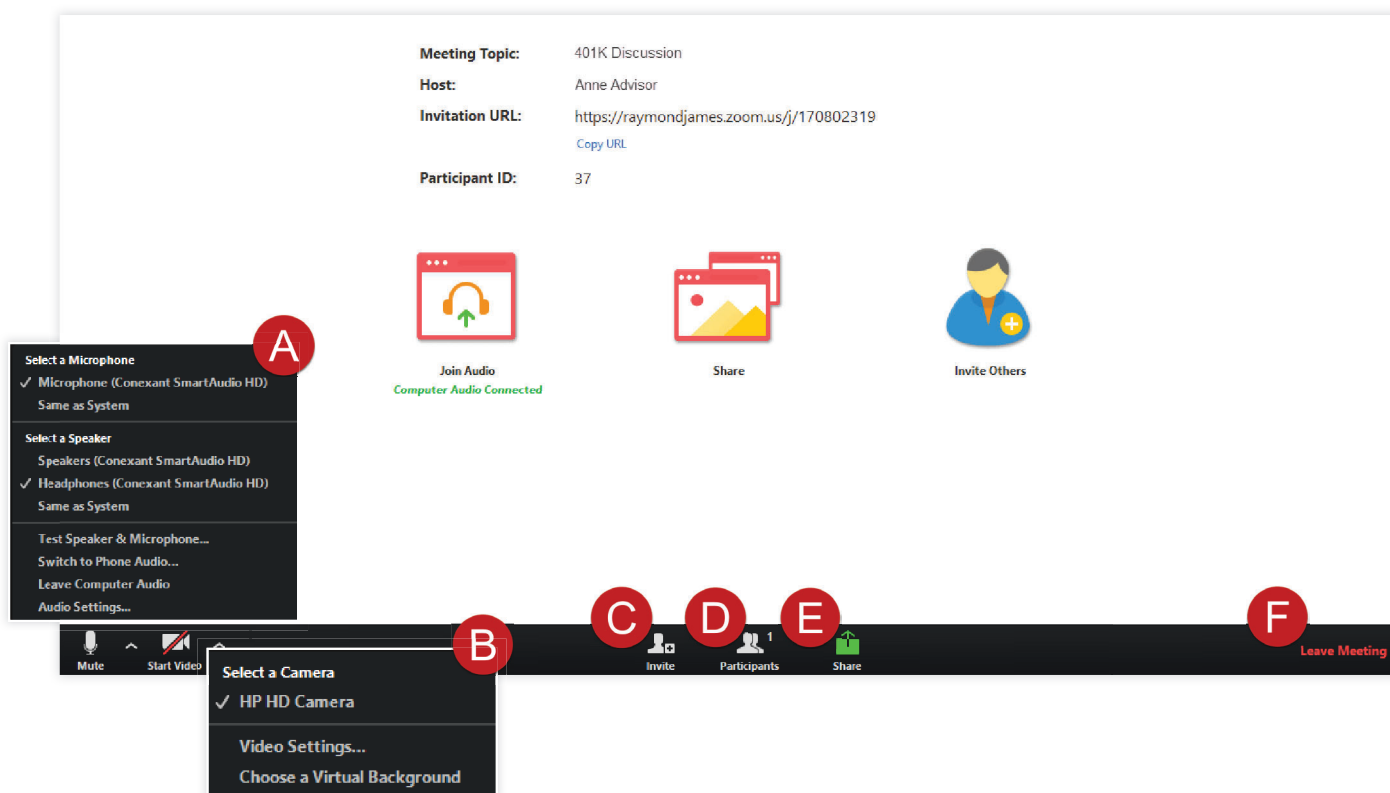 Meeting Topic: 401K Discussion
Host: Anne Advisor
Invitation URL: https://raymondjames.zoom.us/j/170802319
Copy URL
Participant ID: 37
Join Audio
Computer Audio Connected
Share
Invite Others
A
Select a Microphone
Microphone (Conexant SmartAudio HD)
Same as System
Select a Speaker
Speakers (Conexant SmartAudio HD)
Headphones (Conexant SmartAudio HD)
Same as System
Test Speaker & Microphone...
Switch to Phone Audio...
Leave Computer Audio
Audio Settings...
Mute
Start Video
B
Select a Camera
HP HD Camera
Video Settings...
Choose a Virtual Background
C
Invite
D
1
Participants
E
Share
F
Leave Meeting